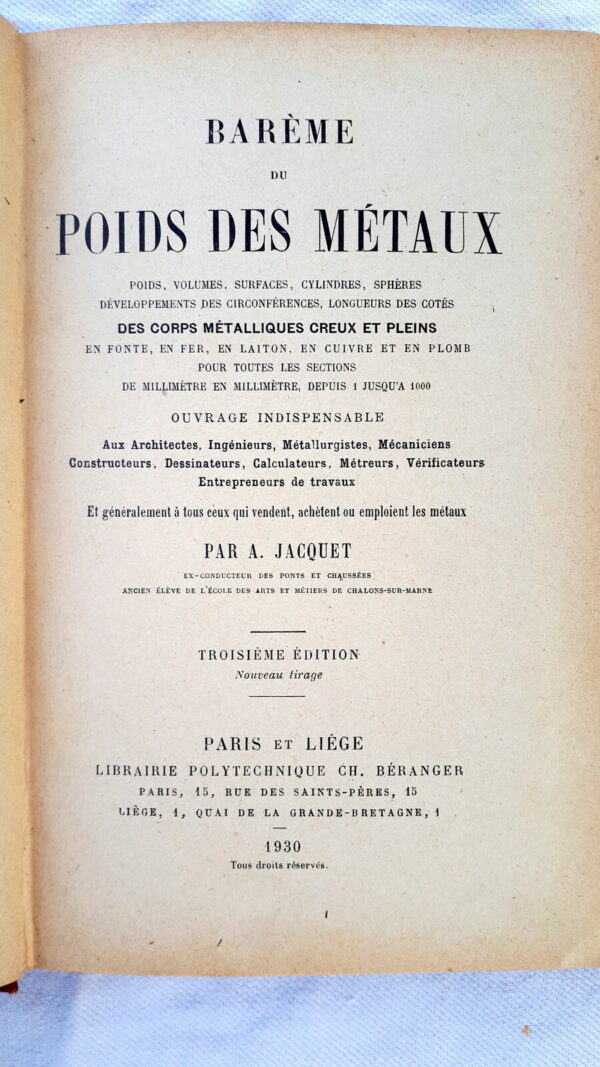 BARÈME
DU
POIDS DES MÉTAUX
POIDS, VOLUMES, SURFACES, CYLINDRES, SPHÈRES
DÉVELOPPEMENTS DES CIRCONFÉRENCES, LONGUEURS DES COTÉS
DES CORPS MÉTALLIQUES CREUX ET PLEINS
EN FONTE, EN FER, EN LAITON, EN CUIVRE ET EN PLOMB
POUR TOUTES LES SECTIONS
DE MILLIMÈTRE EN MILLIMÈTRE, DEPUIS 1 JUSQU'A 1000
OUVRAGE INDISPENSABLE
Aux Architectes, Ingénieurs, Métallurgistes, Mécaniciens
Constructeurs, Dessinateurs, Calculateurs, Métreurs, Vérificateurs
Entrepreneurs de travaux
Et généralement à tous ceux qui vendent, achètent ou emploient les métaux
PAR A. JACQUET
EX-CONDUCTEUR DES PONTS ET CHAUSSÉES
ANCIEN ÉLÈVE DE L'ÉCOLE DES ARTS ET MÉTIERS DE CHALONS-SUR-MARNE
TROISIÈME ÉDITION
Nouveau tirage
PARIS ET LIÉGE
LIBRAIRIE POLYTECHNIQUE CH. BÉRANGER
PARIS, 15, RUE DES SAINTS-PÈRES, 15
LIÈGE, 1, QUAI DE LA GRANDE-BRETAGNE, 1
1930
Tous droits réservés.